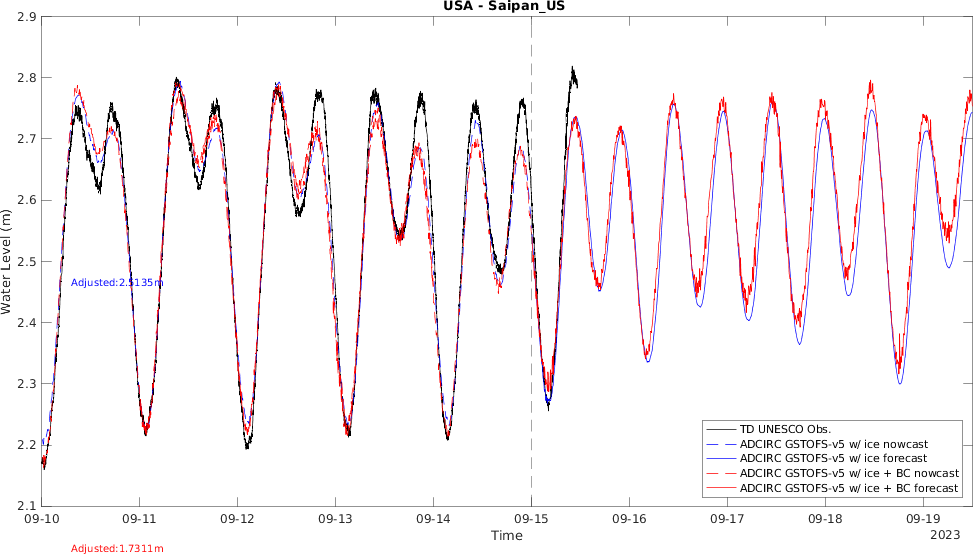 USA - Saipan_US
2.9
2.8
2.7
2.6
2.5
2.4
2.3
2.2
2.1
Water Level (m)
Adjusted:2.5135m
TD UNESCO Obs.
ADCIRC GSTOFS-v5 w/ ice nowcast
ADCIRC GSTOFS-v5 w/ ice forecast
ADCIRC GSTOFS-v5 w/ ice + BC nowcast
ADCIRC GSTOFS-v5 w/ ice + BC forecast
09-10 09-11 09-12 09-13 09-14 09-15 09-16 09-17 09-18 09-19
Time
2023
Adjusted:1.7311m